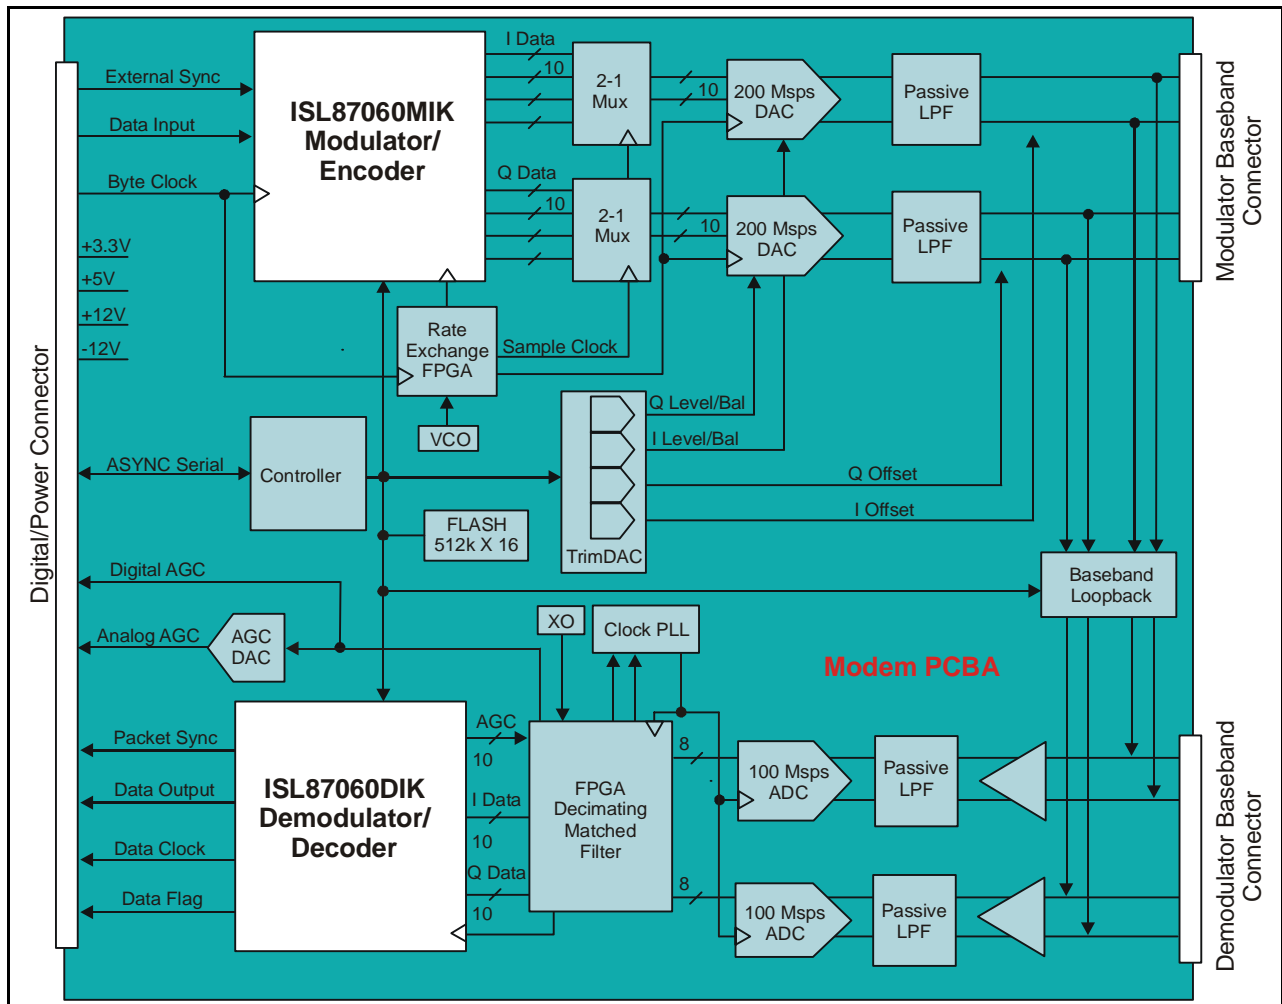 External Sync
Data Input
Byte Clock
+3.3V
+5V
+12V
-12V
ISL87060MIK
Modulator/
Encoder
I Data
10
Q Data
10
2-1
Mux
2-1
Mux
10
10
200 Msps
DAC
200 Msps
DAC
Passive
LPF
Passive
LPF
Modulator Baseband
Connector
Digital/Power Connector
Rate
Exchange
FPGA
Sample Clock
VCO
ASYNC Serial
Controller
FLASH
512k X 16
TrimDAC
Q Level/Bal
I Level/Bal
Q Offset
I Offset
Baseband
Loopback
Digital AGC
Analog AGC
AGC
DAC
XO
Clock PLL
Modem PCBA
Packet Sync
Data Output
Data Clock
Data Flag
ISL87060DIK
Demodulator/
Decoder
AGC
10
I Data
10
Q Data
10
FPGA
Decimating
Matched
Filter
8
8
100 Msps
ADC
100 Msps
ADC
Passive
LPF
Passive
LPF
Demodulator Baseband
Connector